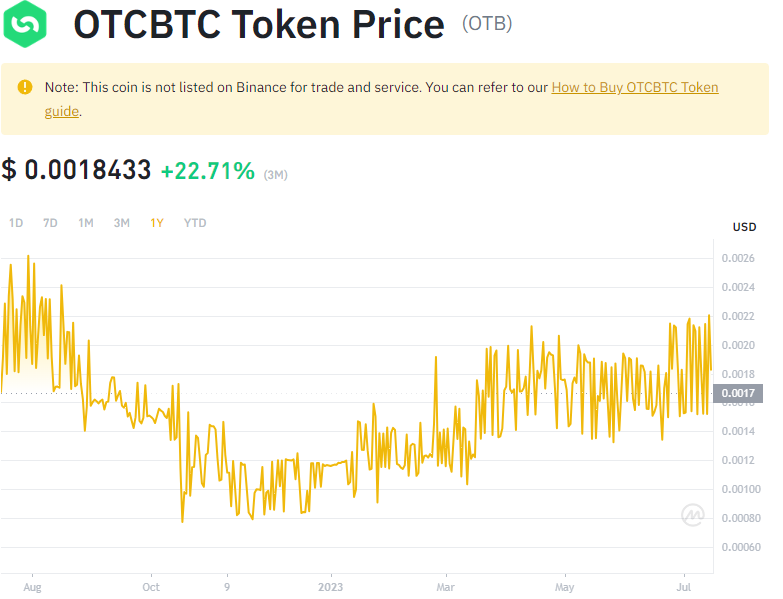 OTCBTC Token Price (OTB)
Note: This coin is not listed on Binance for trade and service. You can refer to our How to Buy OTCBTC Token
guide.
$ 0.0018433 +22.71% (3M)
1D 7D 1M 3M 1Y YTD
USD
0.0026
0.0024
0.0022
0.0020
0.0018
0.0017
0.0014
0.0012
0.00100
0.00080
0.00060
Aug Oct 9 2023 Mar May Jul